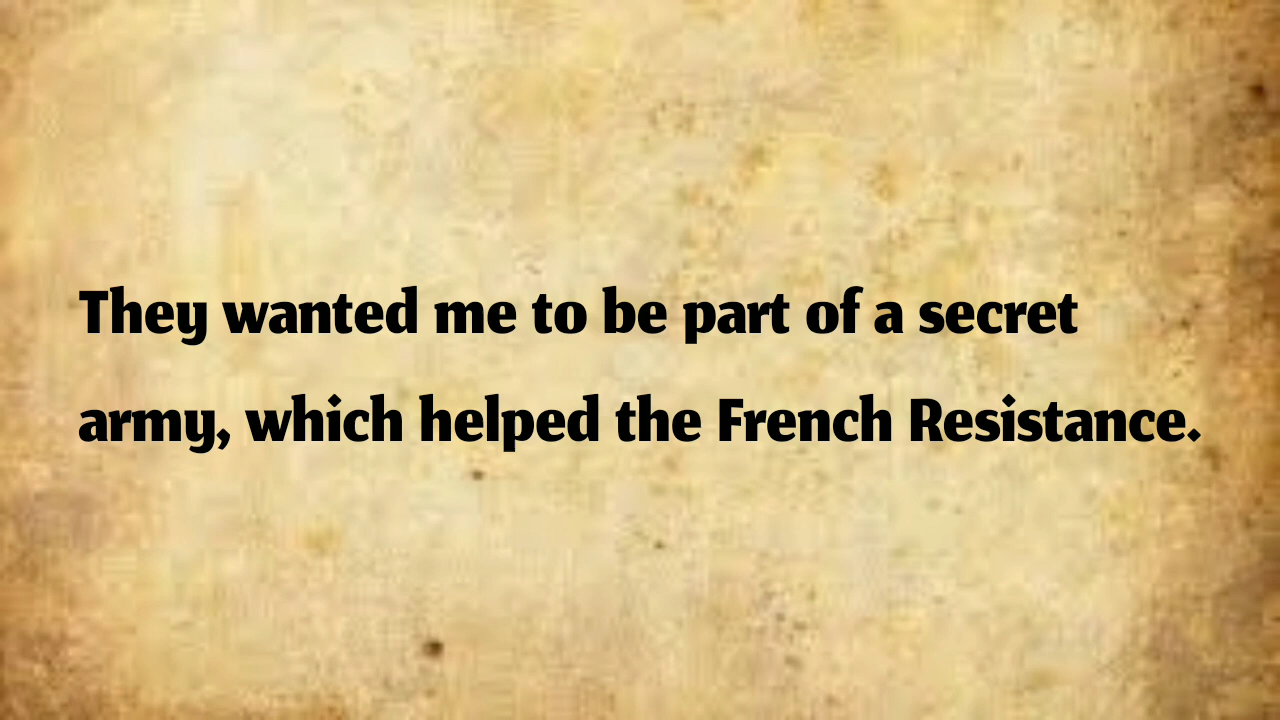 They wanted me to be part of a secret
army, which helped the French Resistance.